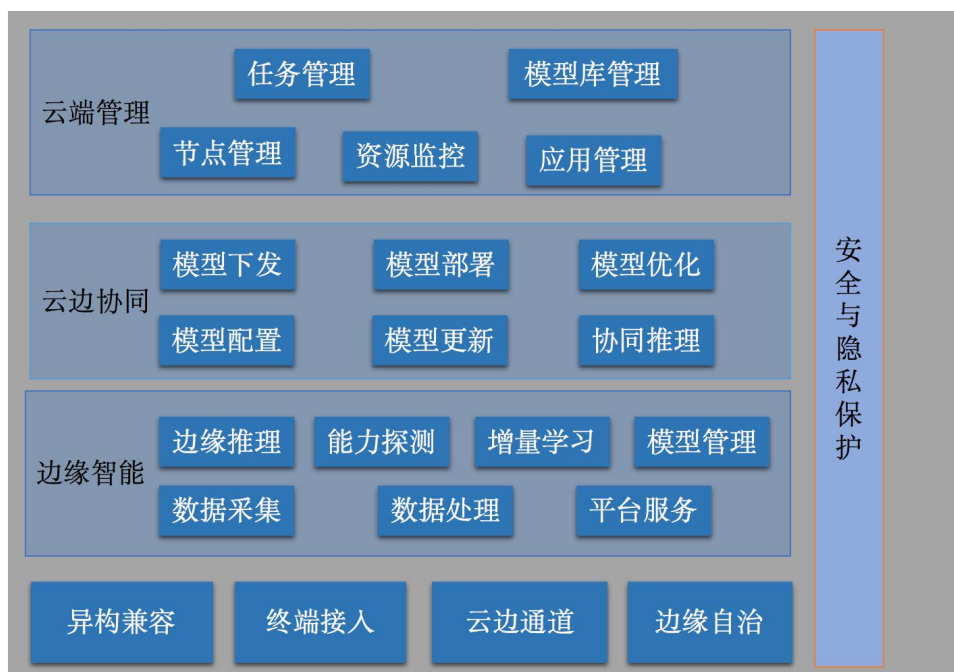 任务管理 模型库管理
云端管理
节点管理 资源监控 应用管理
模型下发 模型部署 模型优化
云边协同
模型配置 模型更新 协同推理
边缘推理 能力探测 增量学习 模型管理
边缘智能
数据采集 数据处理 平台服务
异构兼容 终端接入 云边通道 边缘自治
安全与隐私保护